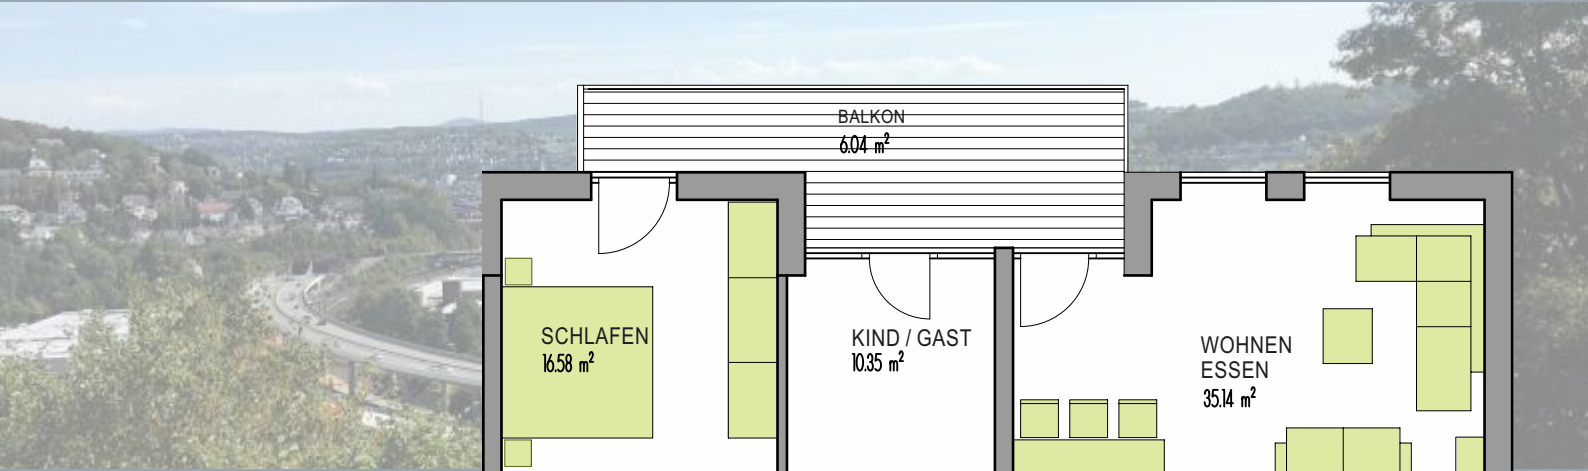 BALKON
6.04 m²
SCHLAFEN
16.58 m²
KIND / GAST
10.35 m²
WOHNEN
ESSEN
35.14 m²